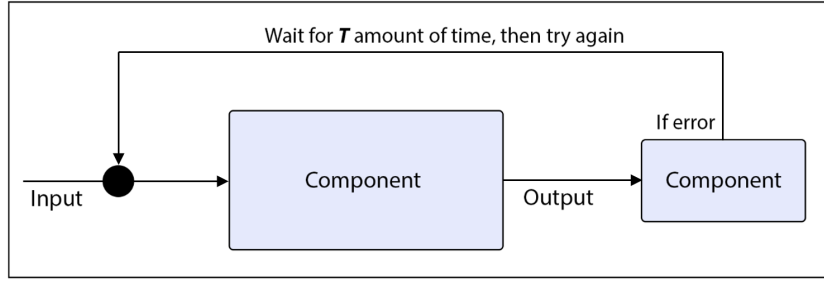 Wait for T amount of time, then try again
If error
Component
Component
Input
Output